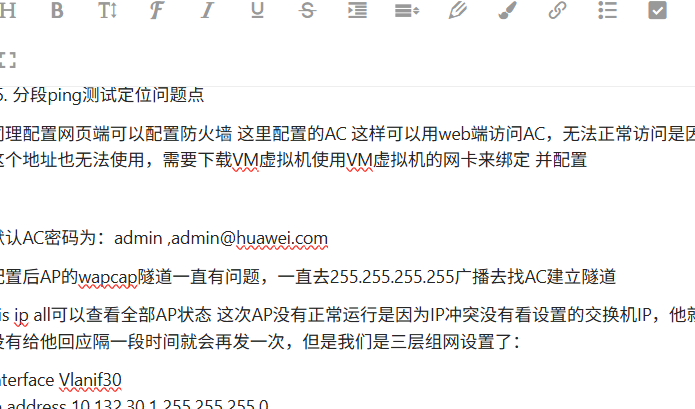 H B T F I U S
5. 分段ping测试定位问题点
理配置网页端可以配置防火墙 这里配置的AC 这样可以用web端访问AC，无法正常访问是因
这个地址也无法使用，需要下载VM虚拟机使用VM虚拟机的网卡来绑定 并配置
默认AC密码为：admin ,admin@huawei.com
配置后AP的wapcap隧道一直有问题，一直去255.255.255.255广播去找AC建立隧道
is ip all可以查看全部AP状态 这次AP没有正常运行是因为IP冲突没有看设置的交换机IP，他就
没有给他回应隔一段时间就会再发一次，但是我们是三层组网设置了：
nterface Vlanif30
address 10.132.30.1 255.255.255.0